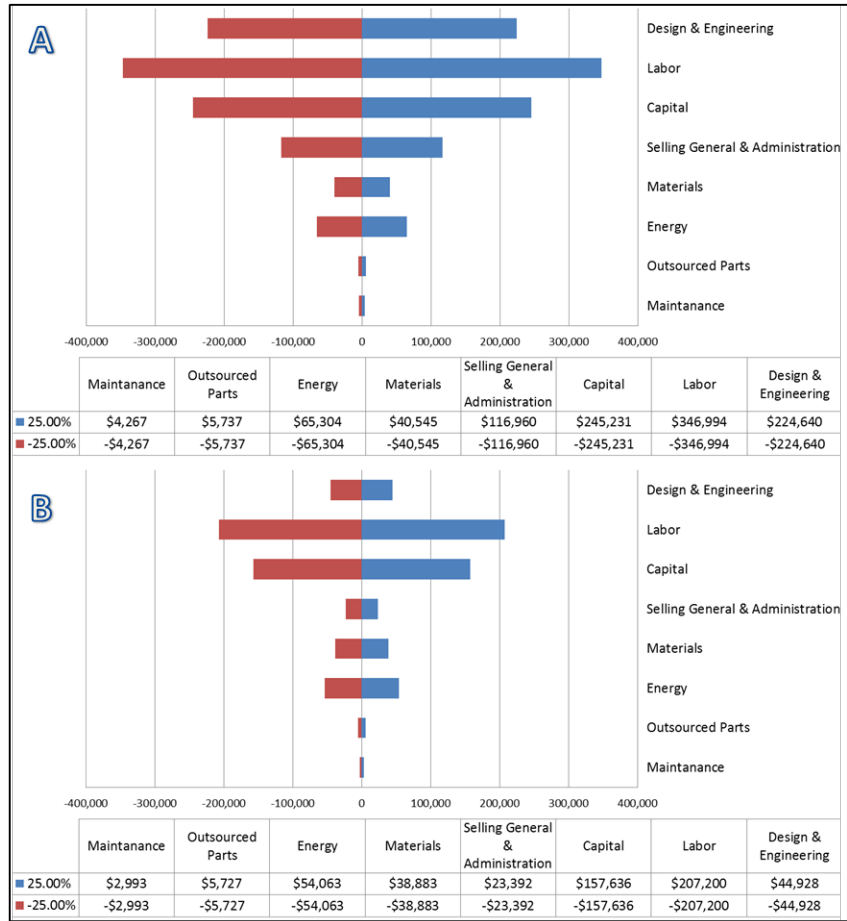 A
Design & Engineering
Labor
Capital
Selling General & Administration
Materials
Energy
Outsourced Parts
Maintanance
-400,000 -300,000 -200,000 -100,000 0 100,000 200,000 300,000 400,000
Maintanance Outsourced Parts Energy Materials Selling General & Administration Capital Labor Design & Engineering
25.00% $4,267 $5,737 $65,304 $40,545 $116,960 $245,231 $346,994 $224,640
-25.00% -$4,267 -$5,737 -$65,304 -$40,545 -$116,960 -$245,231 -$346,994 -$224,640
B
Design & Engineering
Labor
Capital
Selling General & Administration
Materials
Energy
Outsourced Parts
Maintanance
-400,000 -300,000 -200,000 -100,000 0 100,000 200,000 300,000 400,000
Maintanance Outsourced Parts Energy Materials Selling General & Administration Capital Labor Design & Engineering
25.00% $2,993 $5,727 $54,063 $38,883 $23,392 $157,636 $207,200 $44,928
-25.00% -$2,993 -$5,727 -$54,063 -$38,883 -$23,392 -$157,636 -$207,200 -$44,928